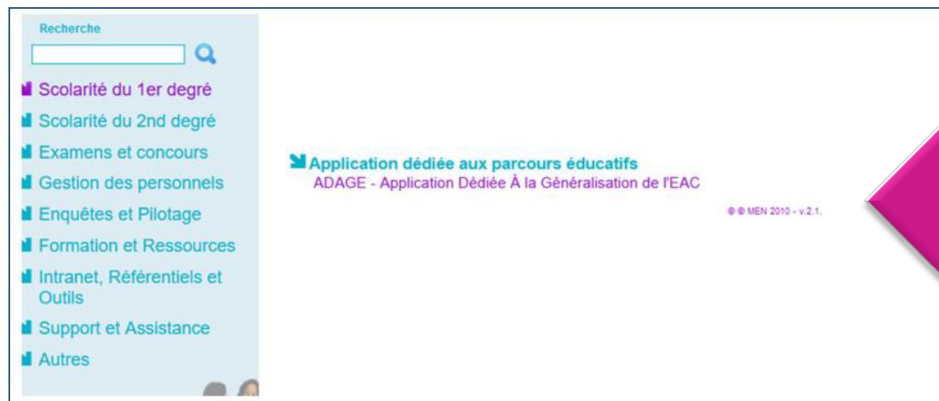 Recherche
Scolarité du 1er degré
Scolarité du 2nd degré
Examens et concours
Gestion des personnels
Enquêtes et Pilotage
Formation et Ressources
Intranet, Référentiels et
Outils
Support et Assistance
Autres
Application dédiée aux parcours éducatifs
ADAGE - Application Dédiée À la Généralisation de l'EAC
© © MEN 2010 - v.2.1.